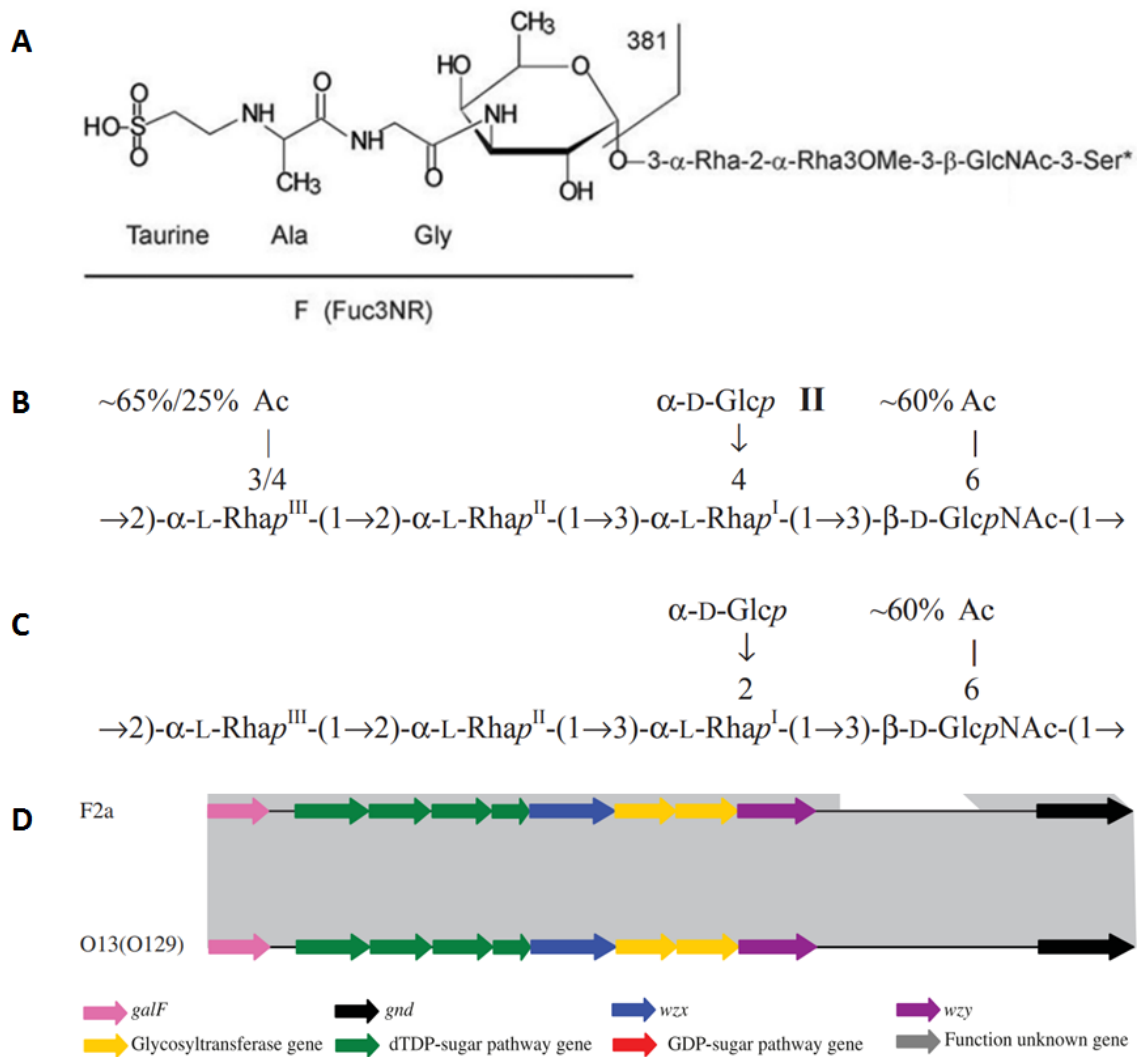 A
CH3
381
HO
O
O
HO-S
O
NH
O
NH
O
NH
O-3-α-Rha-2-α-Rha3OMe-3-β-GlcNAc-3-Ser*
CH3
OH
Taurine Ala Gly
F (Fuc3NR)
B
~65%/25% Ac α-D-Glcp II ~60% Ac
3/4 4 6
→2)-α-L-RhapIII-(1→2)-α-L-RhapII-(1→3)-α-L-RhapI-(1→3)-β-D-GlcpNAc-(1→
C
α-D-Glcp ~60% Ac
2 6
→2)-α-L-RhapIII-(1→2)-α-L-RhapII-(1→3)-α-L-RhapI-(1→3)-β-D-GlcpNAc-(1→
D
F2a
O13(O129)
galF gnd wzx wzy
Glycosyltransferase gene dTDP-sugar pathway gene GDP-sugar pathway gene Function unknown gene